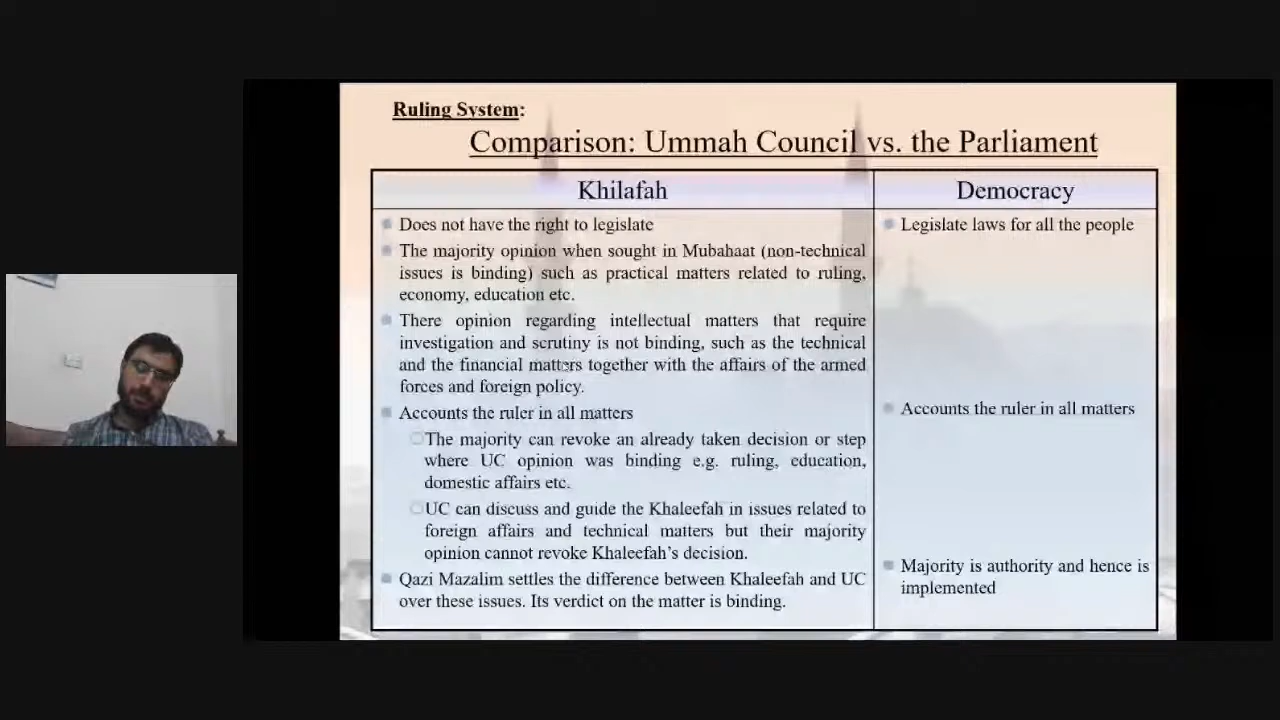 Ruling System:
Comparison: Ummah Council vs. the Parliament
Khilafah
Does not have the right to legislate
The majority opinion when sought in Mubahaat (non-technical
issues is binding) such as practical matters related to ruling,
economy, education etc.
There opinion regarding intellectual matters that require
investigation and scrutiny is not binding, such as the technical
and the financial matters together with the affairs of the armed
forces and foreign policy.
Accounts the ruler in all matters
The majority can revoke an already taken decision or step
where UC opinion was binding e.g. ruling, education,
domestic affairs etc.
UC can discuss and guide the Khaleefah in issues related to
foreign affairs and technical matters but their majority
opinion cannot revoke Khaleefah's decision.
Qazi Mazalim settles the difference between Khaleefah and UC
over these issues. Its verdict on the matter is binding.
Democracy
Legislate laws for all the people
Accounts the ruler in all matters
Majority is authority and hence is
implemented